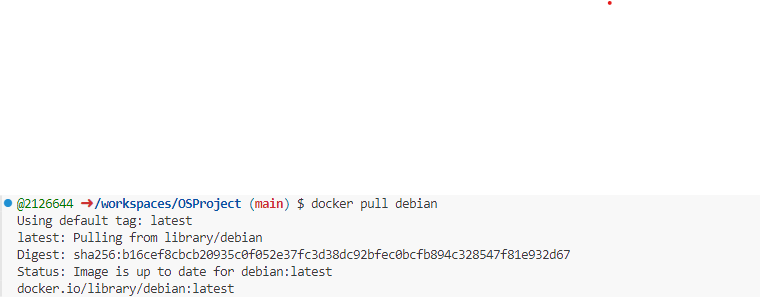 @2126644 ➜/workspaces/OSProject (main) $ docker pull debian
Using default tag: latest
latest: Pulling from library/debian
Digest: sha256:b16cef8cbcb20935c0f052e37fc3d38dc92bfec0bcfb894c328547f81e932d67
Status: Image is up to date for debian:latest
docker.io/library/debian:latest